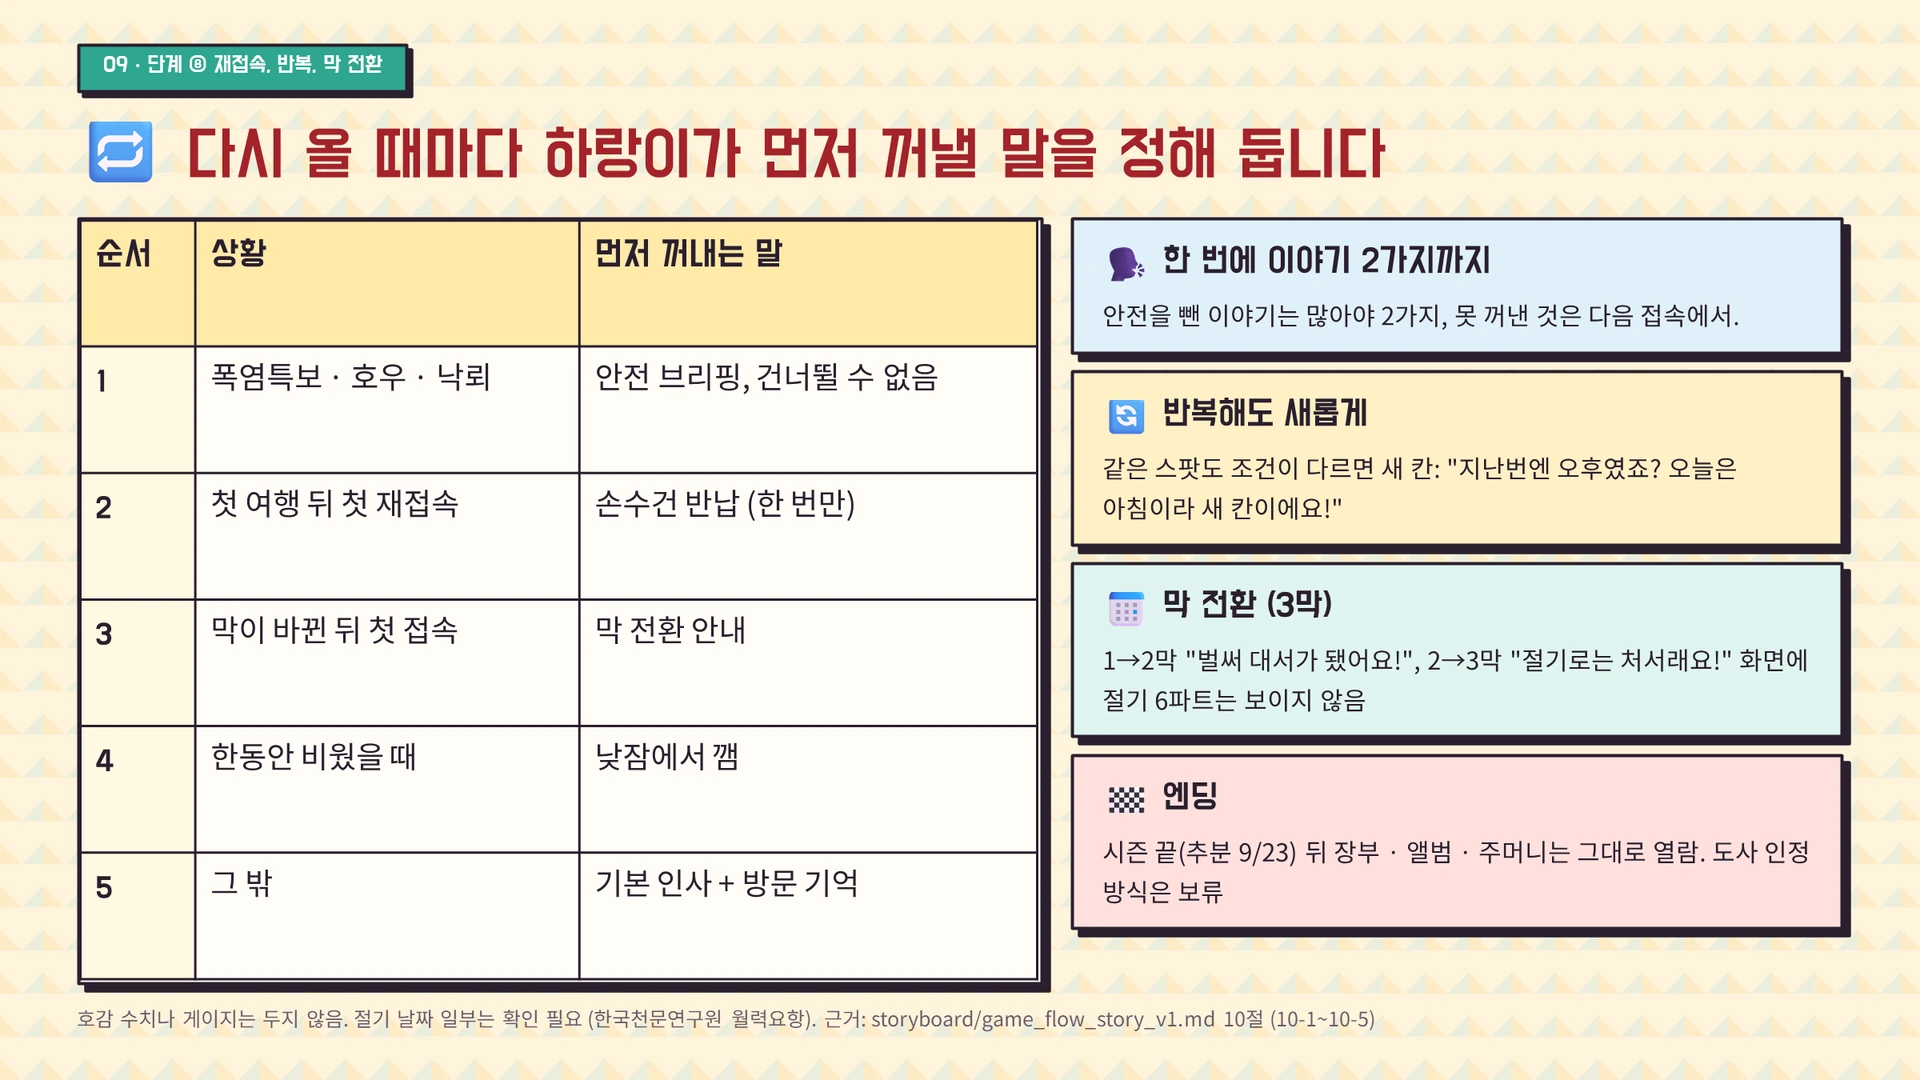 09 · 단계 ⑧ 재접속, 반복, 막 전환
다시 올 때마다 하랑이가 먼저 꺼낼 말을 정해 둡니다
순서 상황 먼저 꺼내는 말
1 폭염특보 · 호우 · 낙뢰 안전 브리핑, 건너뛸 수 없음
2 첫 여행 뒤 첫 재접속 손수건 반납 (한 번만)
3 막이 바뀐 뒤 첫 접속 막 전환 안내
4 한동안 비웠을 때 낮잠에서 깸
5 그 밖 기본 인사 + 방문 기억
한 번에 이야기 2가지까지
안전을 뺀 이야기는 많아야 2가지, 못 꺼낸 것은 다음 접속에서.
반복해도 새롭게
같은 스팟도 조건이 다르면 새 칸: "지난번엔 오후였죠? 오늘은
아침이라 새 칸이에요!"
막 전환 (3막)
1→2막 "벌써 대서가 됐어요!", 2→3막 "절기로는 처서래요!" 화면에
절기 6파트는 보이지 않음
엔딩
시즌 끝(추분 9/23) 뒤 장부 · 앨범 · 주머니는 그대로 열람. 도사 인정
방식은 보류
호감 수치나 게이지는 두지 않음. 절기 날짜 일부는 확인 필요 (한국천문연구원 월력요항). 근거: storyboard/game_flow_story_v1.md 10절 (10-1~10-5)